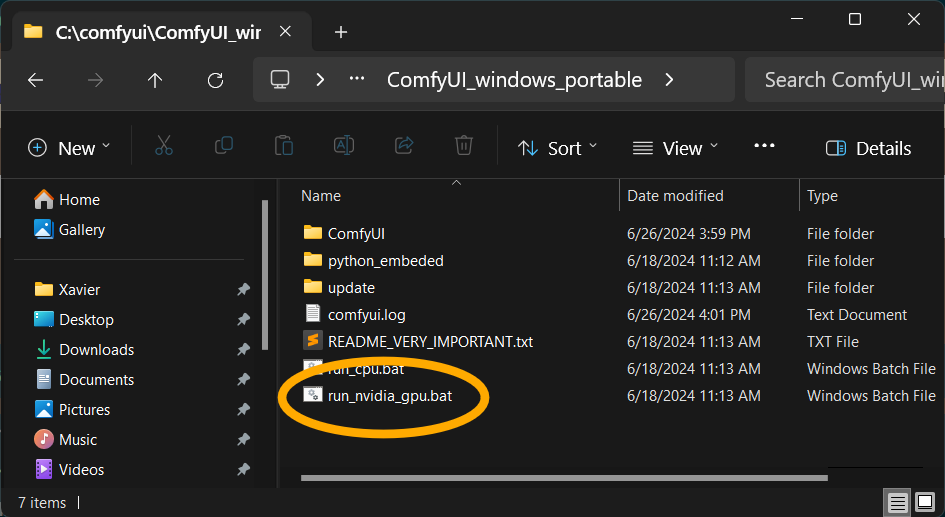 C:\comfyui\ComfyUI_wir
ComfyUI_windows_portable
Search ComfyUI_wi
New
Sort
View
Details
Name Date modified Type
Home
Gallery
Xavier
Desktop
Downloads
Documents
Pictures
Music
Videos
ComfyUI 6/26/2024 3:59 PM File folder
python_embeded 6/18/2024 11:12 AM File folder
update 6/18/2024 11:13 AM File folder
comfyui.log 6/26/2024 4:01 PM Text Document
README_VERY_IMPORTANT.txt 6/18/2024 11:13 AM TXT File
run_cpu.bat 6/18/2024 11:13 AM Windows Batch File
run_nvidia_gpu.bat 6/18/2024 11:13 AM Windows Batch File
7 items